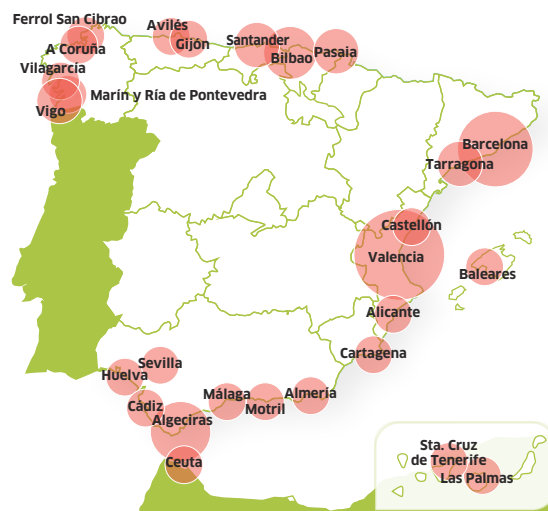 Ferrol San Cibrao
A Coruña
Avilés
Gijón
Santander
Bilbao
Pasaia
Vilagarcía
Marín y Ría de Pontevedra
Vigo
Barcelona
Tarragona
Castellón
Valencia
Baleares
Alicante
Cartagena
Sevilla
Huelva
Cádiz
Algeciras
Málaga
Motril
Almería
Ceuta
Sta. Cruz
de Tenerife
Las Palmas